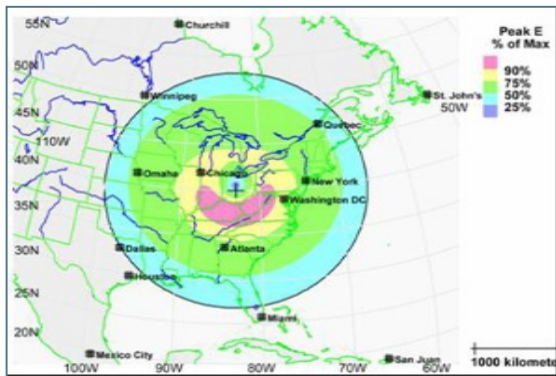 55N
Churchill
Peak E
% of Max
90%
75%
50%
25%
50N
Winnipeg
Quebec
St. John's
50W
45N
110W
40N
Omaha
Chicago
New York
Washington DC
35N
30N
Dallas
Atlanta
Houston
25N
Miami
20N
Mexico City
San Juan
100W
90W
80W
70W
60W
1000 kilomete